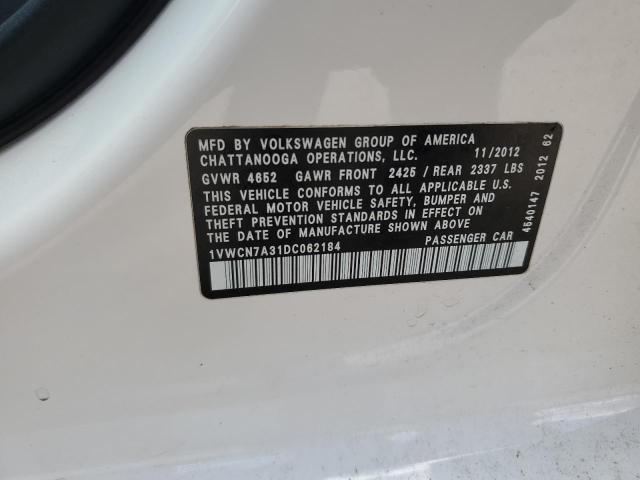 MFD BY VOLKSWAGEN GROUP OF AMERICA
CHATTANOOGA OPERATIONS, LLC. 11/2012
GVWR 4652 GAWR FRONT 2425 / REAR 2337 LBS
THIS VEHICLE CONFORMS TO ALL APPLICABLE U.S.
FEDERAL MOTOR VEHICLE SAFETY, BUMPER AND
THEFT PREVENTION STANDARDS IN EFFECT ON
THE DATE OF MANUFACTURE SHOWN ABOVE
1VWCN7A31DC062184 PASSENGER CAR
4640147 2012 62